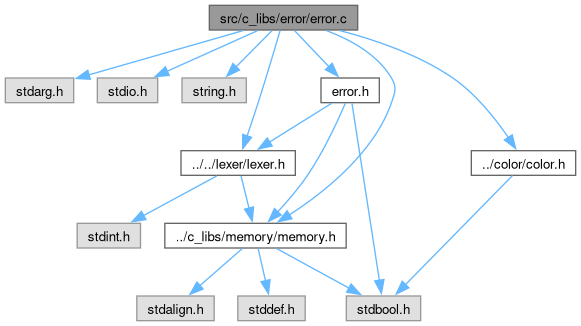 src/c_libs/error/error.c
stdarg.h
stdio.h
string.h
error.h
../../lexer/lexer.h
../color/color.h
stdint.h
../c_libs/memory/memory.h
stdalign.h
stddef.h
stdbool.h